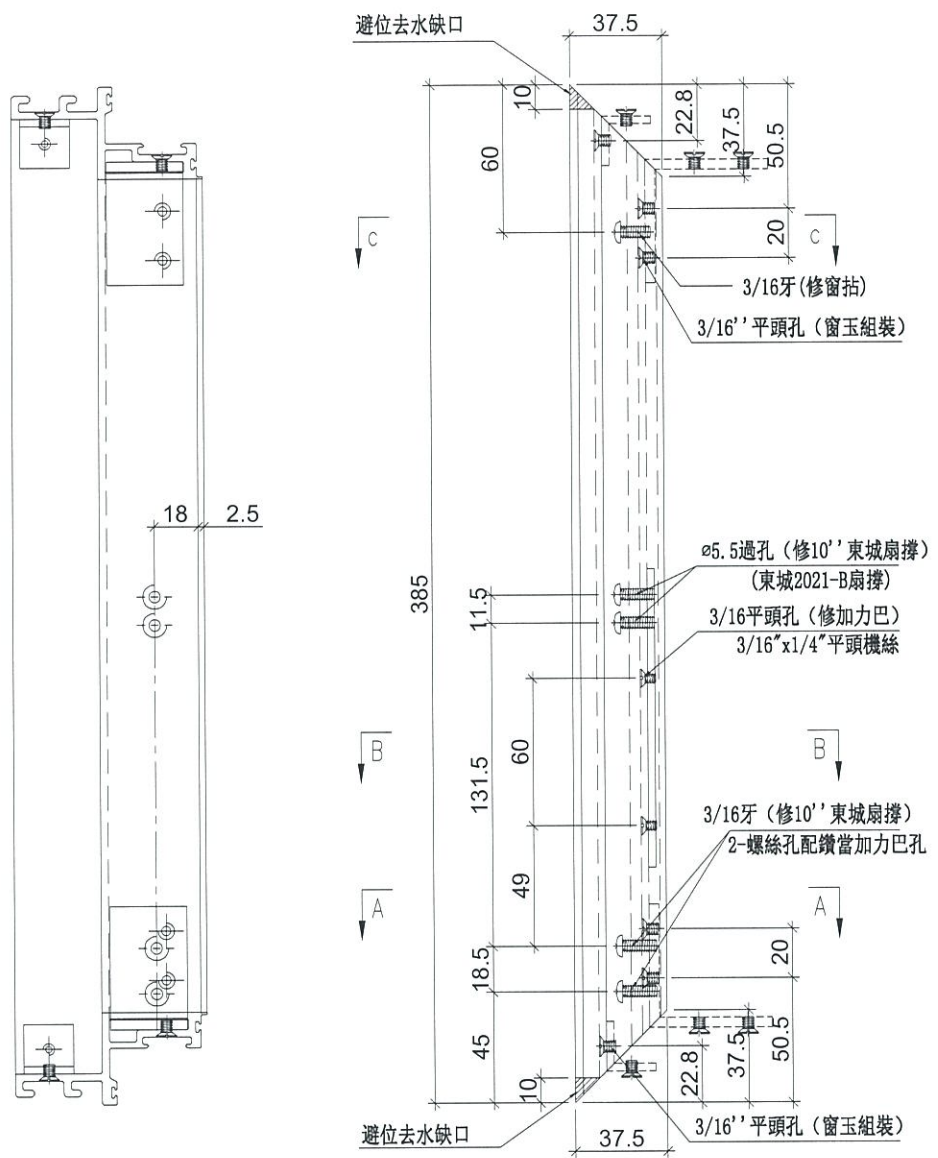 避位去水缺口
37.5
10
60
22.8
37.5
50.5
20
C
C
3/16牙(修窗拈)
3/16''平頭孔(窗玉組裝)
18
2.5
385
11.5
ø5.5過孔(修10''東城扇撐)
(東城2021-B扇撐)
3/16平頭孔(修加力巴)
3/16"x1/4"平頭機絲
60
131.5
B
B
3/16牙(修10''東城扇撐)
2-螺絲孔配鑽當加力巴孔
49
A
A
18.5
20
45
10
22.8
37.5
50.5
避位去水缺口
37.5
3/16''平頭孔(窗玉組裝)